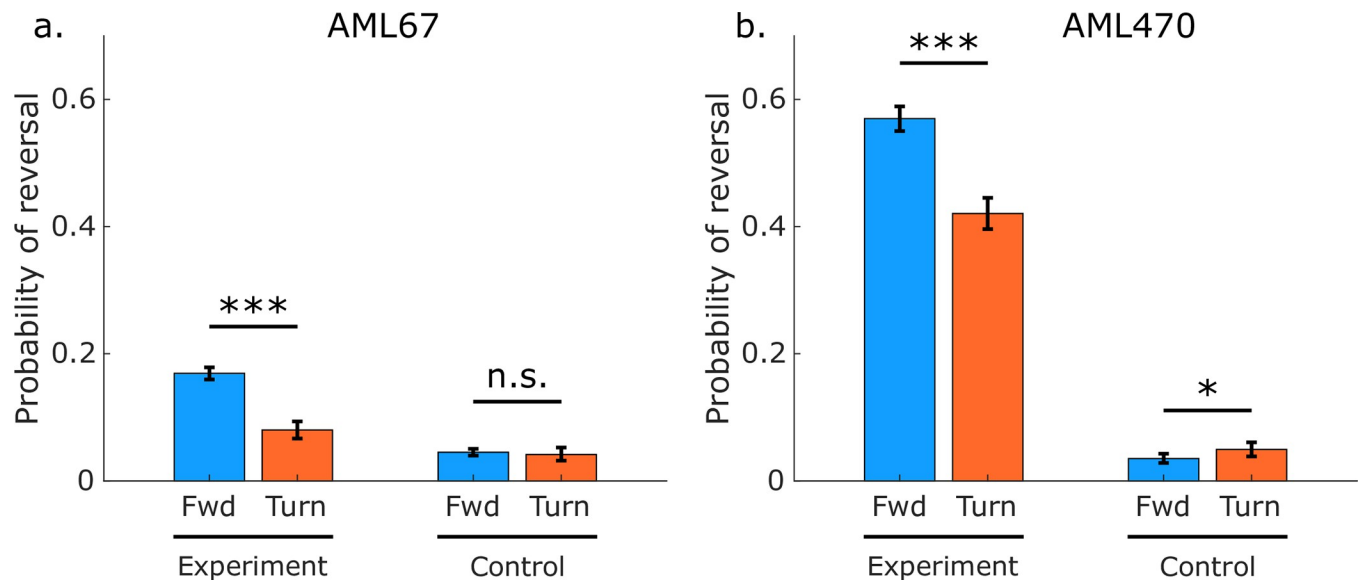 a.
AML67
Probability of reversal
0.6
0.4
0.2
0
***
n.s.
Fwd Turn Fwd Turn
Experiment Control
b.
AML470
Probability of reversal
0.6
0.4
0.2
0
***
*
Fwd Turn Fwd Turn
Experiment Control